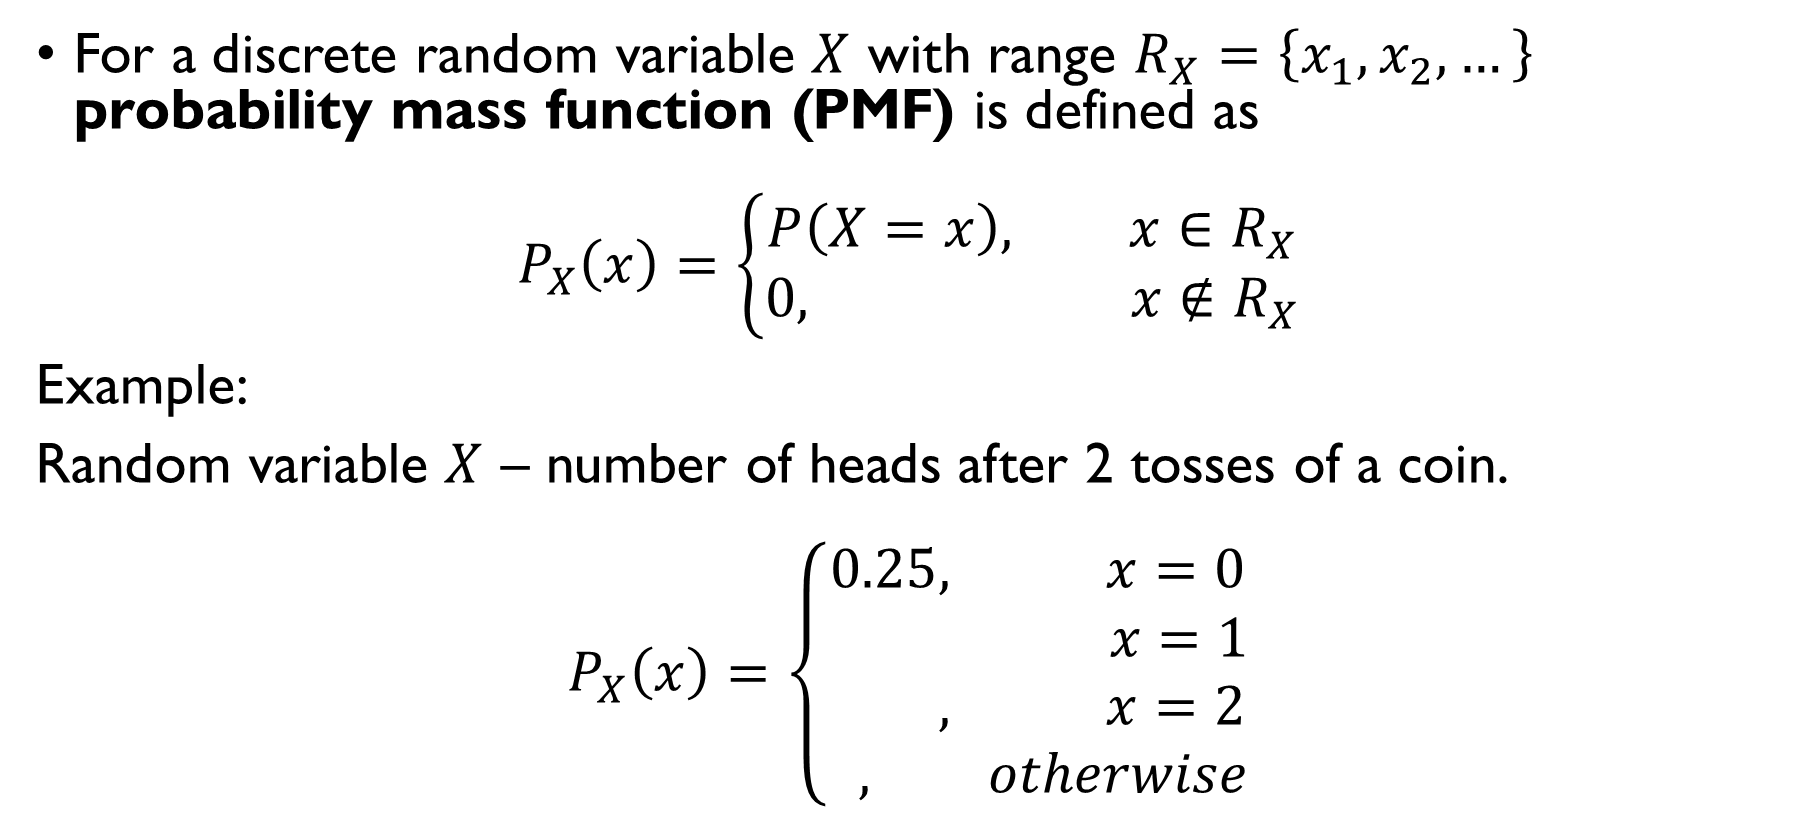 • For a discrete random variable X with range R_X = {x_1, x_2, … }
probability mass function (PMF) is defined as
P_X(x) = { P(X = x), x ∈ R_X
0, x ∉ R_X
Example:
Random variable X – number of heads after 2 tosses of a coin.
P_X(x) = { 0.25, x = 0
x = 1
, x = 2
, otherwise